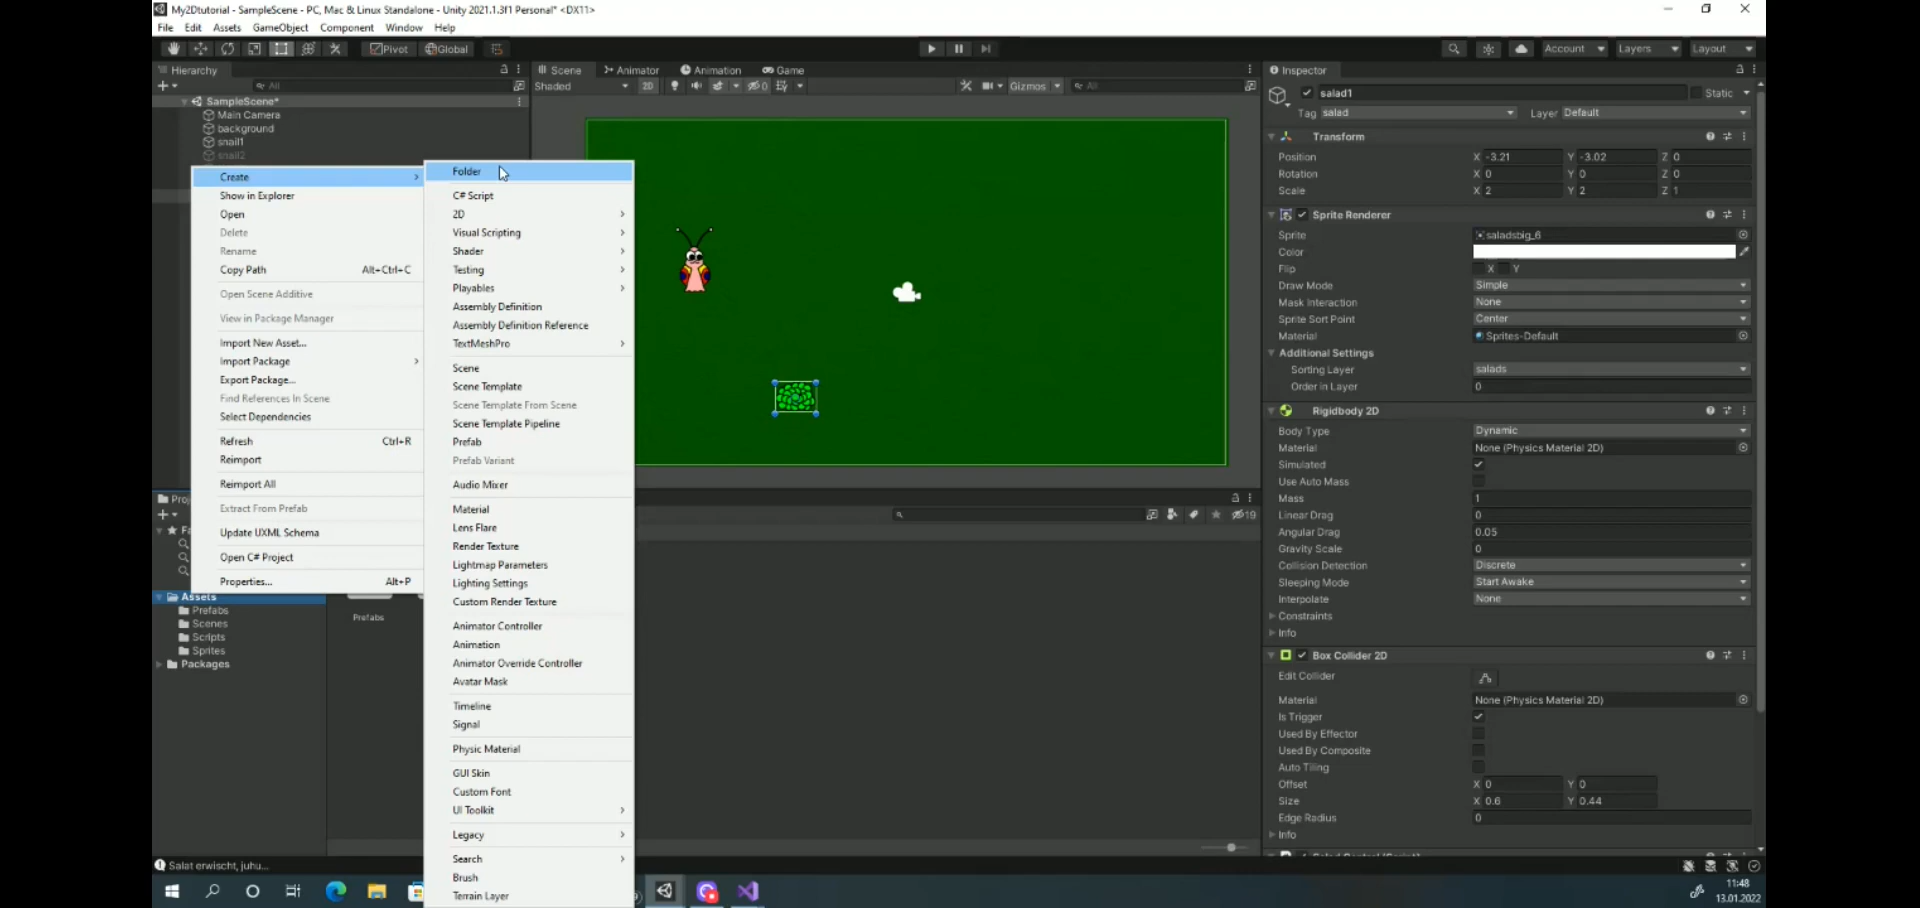 My2Dtutorial - SampleScene - PC, Mac & Linux Standalone - Unity 2021.1.3f1 Personal* <DX11>
File Edit Assets GameObject Component Window Help
Pivot Global Account Layers Layout
Hierarchy
All
SampleScene*
Main Camera
background
snail1
snail2
Create
Show in Explorer
Open
Delete
Rename
Copy Path Alt+Ctrl+C
Open Scene Additive
View in Package Manager
Import New Asset...
Import Package
Export Package...
Find References In Scene
Select Dependencies
Refresh Ctrl+R
Reimport
Reimport All
Extract From Prefab
Update UXML Schema
Open C# Project
Properties... Alt+P
Folder
C# Script
2D
Visual Scripting
Shader
Testing
Playables
Assembly Definition
Assembly Definition Reference
TextMeshPro
Scene
Scene Template
Scene Template From Scene
Scene Template Pipeline
Prefab
Prefab Variant
Audio Mixer
Material
Lens Flare
Render Texture
Lightmap Parameters
Lighting Settings
Custom Render Texture
Animator Controller
Animation
Animator Override Controller
Avatar Mask
Timeline
Signal
Physic Material
GUI Skin
Custom Font
UI Toolkit
Legacy
Search
Brush
Terrain Layer
Scene Animator Animation Game
Shaded 2D 0 Gizmos All
19
Proj
Fa
Assets
Prefabs
Scenes
Scripts
Sprites
Packages
Prefabs
Inspector
salad1 Static
Tag salad Layer Default
Transform
Position X -3.21 Y -3.02 Z 0
Rotation X 0 Y 0 Z 0
Scale X 2 Y 2 Z 1
Sprite Renderer
Sprite saladsbig_6
Color
Flip X Y
Draw Mode Simple
Mask Interaction None
Sprite Sort Point Center
Material Sprites-Default
Additional Settings
Sorting Layer salads
Order in Layer 0
Rigidbody 2D
Body Type Dynamic
Material None (Physics Material 2D)
Simulated
Use Auto Mass
Mass 1
Linear Drag 0
Angular Drag 0.05
Gravity Scale 0
Collision Detection Discrete
Sleeping Mode Start Awake
Interpolate None
Constraints
Info
Box Collider 2D
Edit Collider
Material None (Physics Material 2D)
Is Trigger
Used By Effector
Used By Composite
Auto Tiling
Offset X 0 Y 0
Size X 0.6 Y 0.44
Edge Radius 0
Info
Salat erwischt, juhu...
11:48
13.01.2022